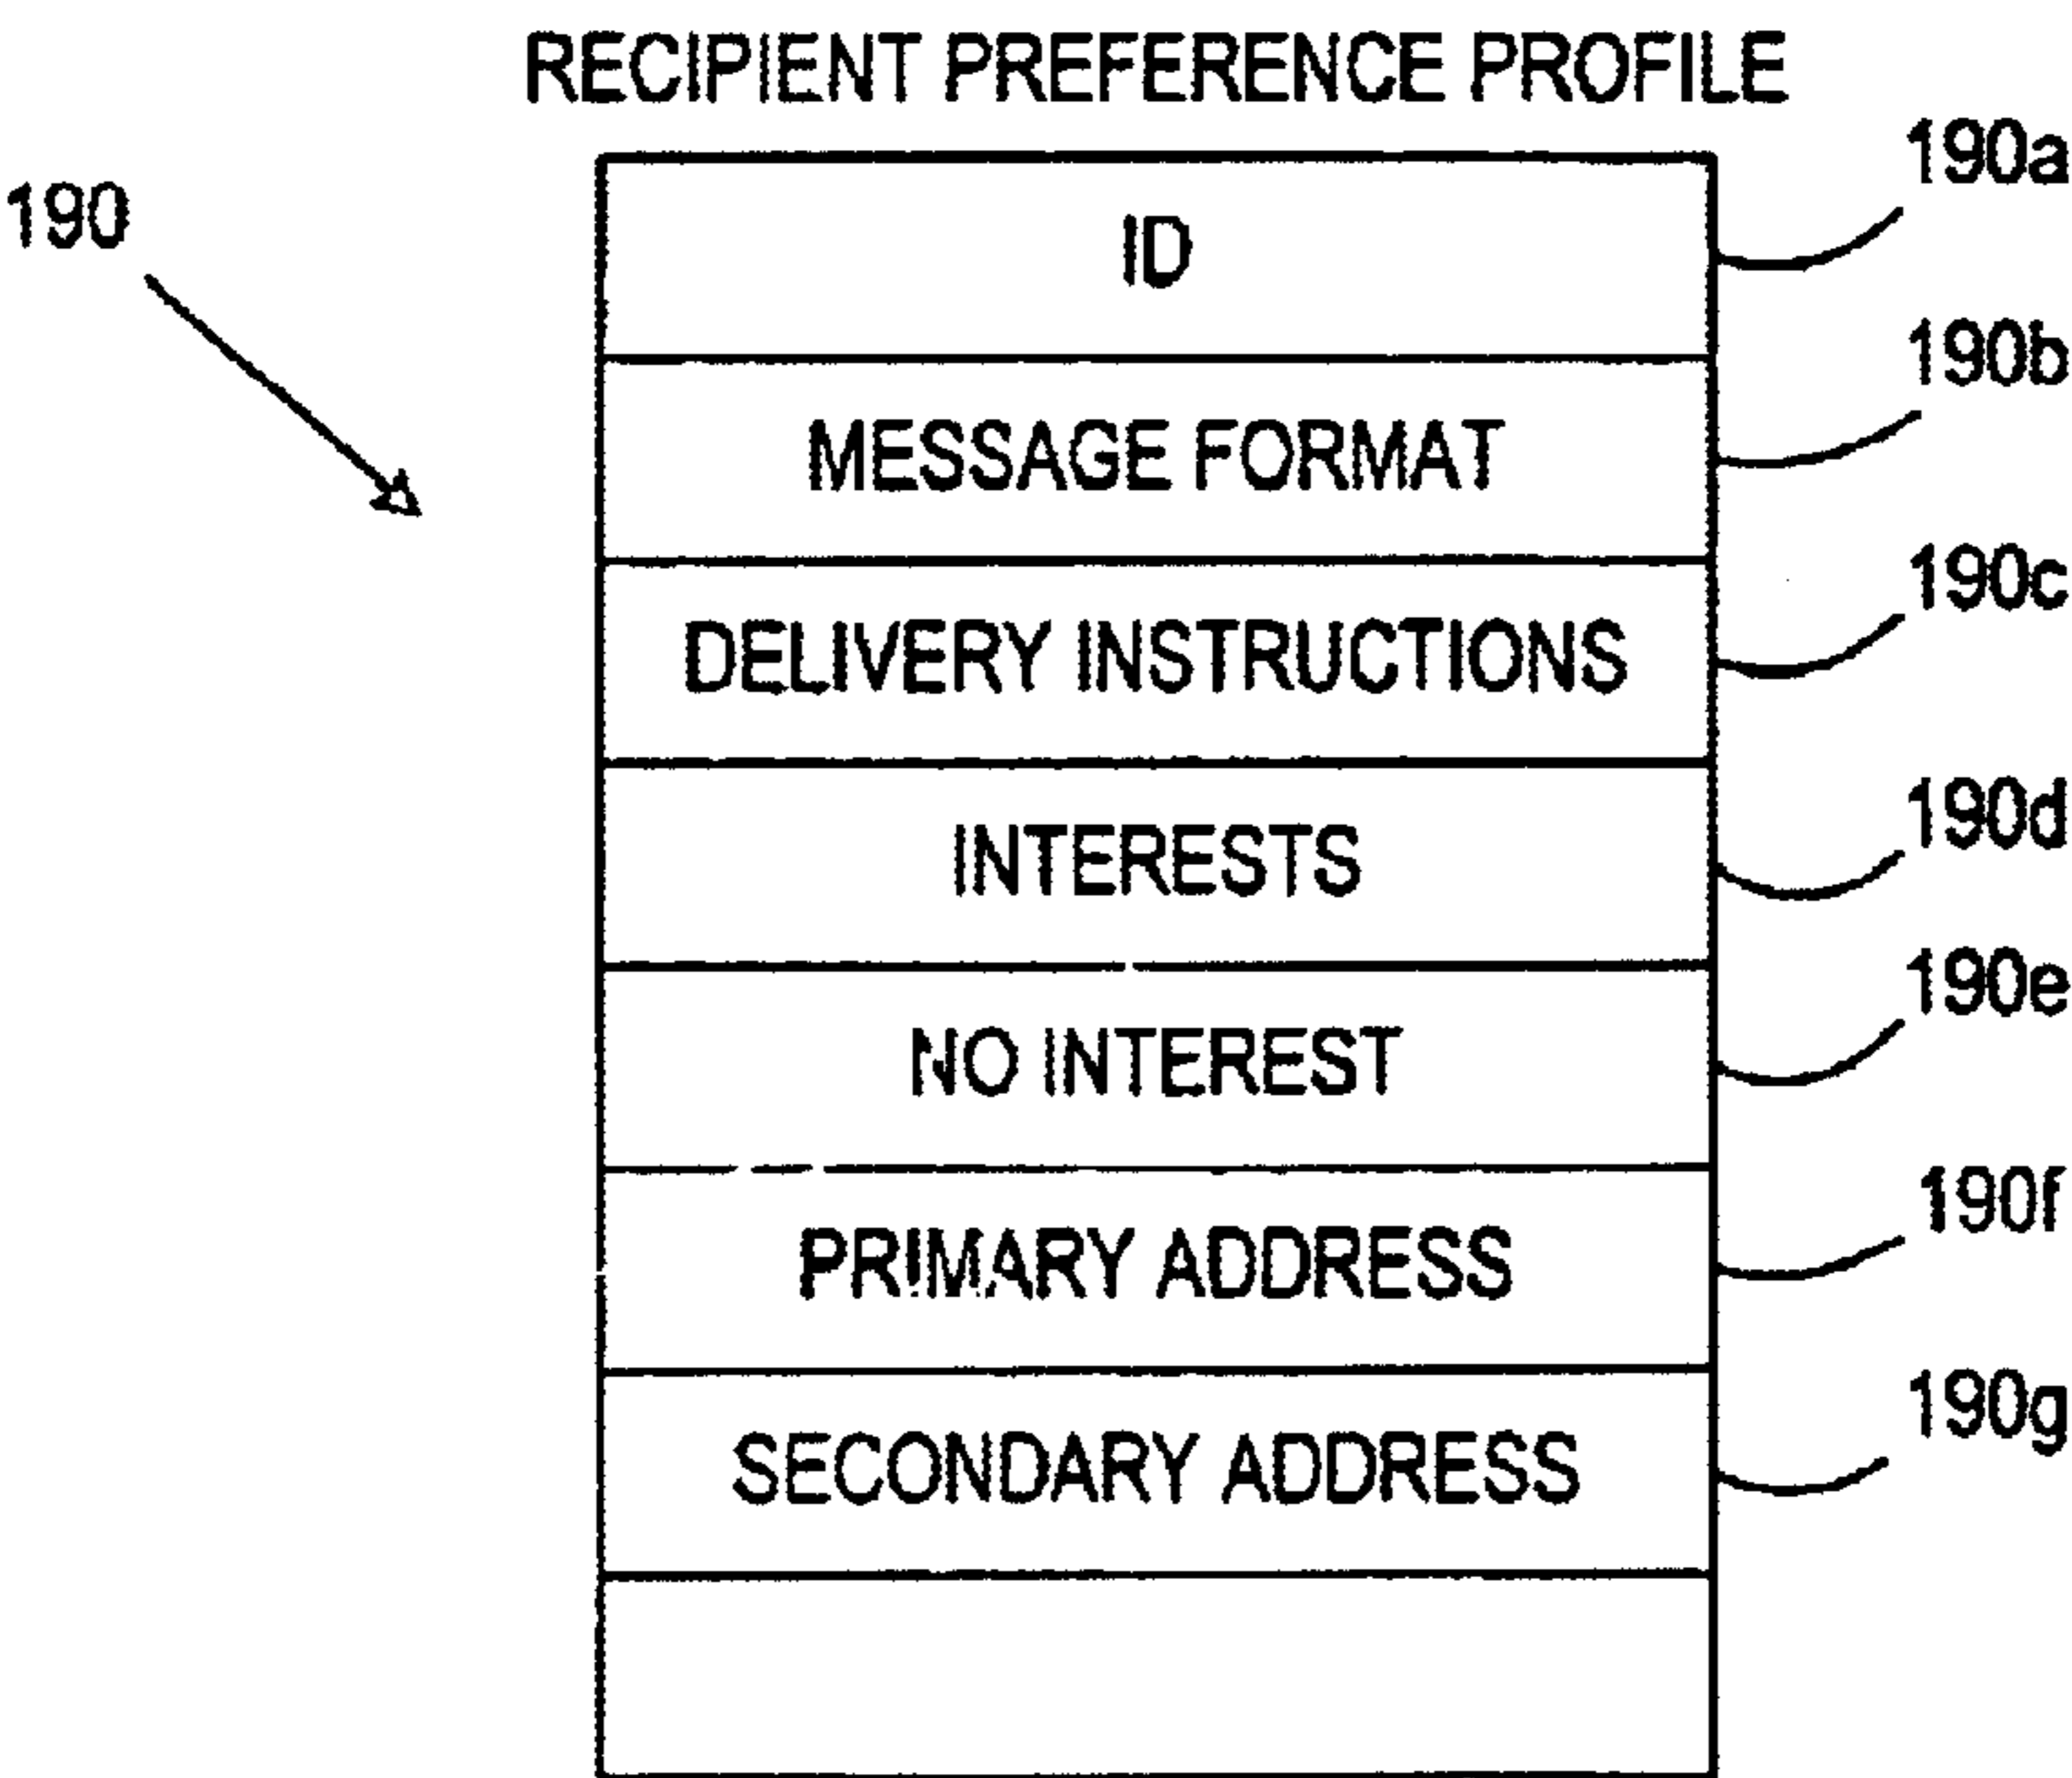 RECIPIENT PREFERENCE PROFILE
190
ID
190a
MESSAGE FORMAT
190b
DELIVERY INSTRUCTIONS
190c
INTERESTS
190d
NO INTEREST
190e
PRIMARY ADDRESS
190f
SECONDARY ADDRESS
190g